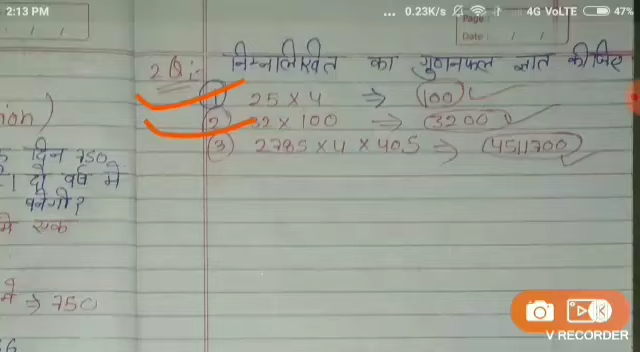 2:13 PM ... 0.23K/s 4G VoLTE 47%
Page :
Date : / /
/ / /
2Q :- निम्नलिखित का गुणनफल ज्ञात कीजिए
(1) 25 × 4 ⇒ 100
(2) 32 × 100 → 3200
(3) 2785 × 4 × 405 ⇒ 4511700
ion)
दिन 750
। दो वर्ष मे
बनेगी?
मे एक
मे ⇒ 750
V RECORDER